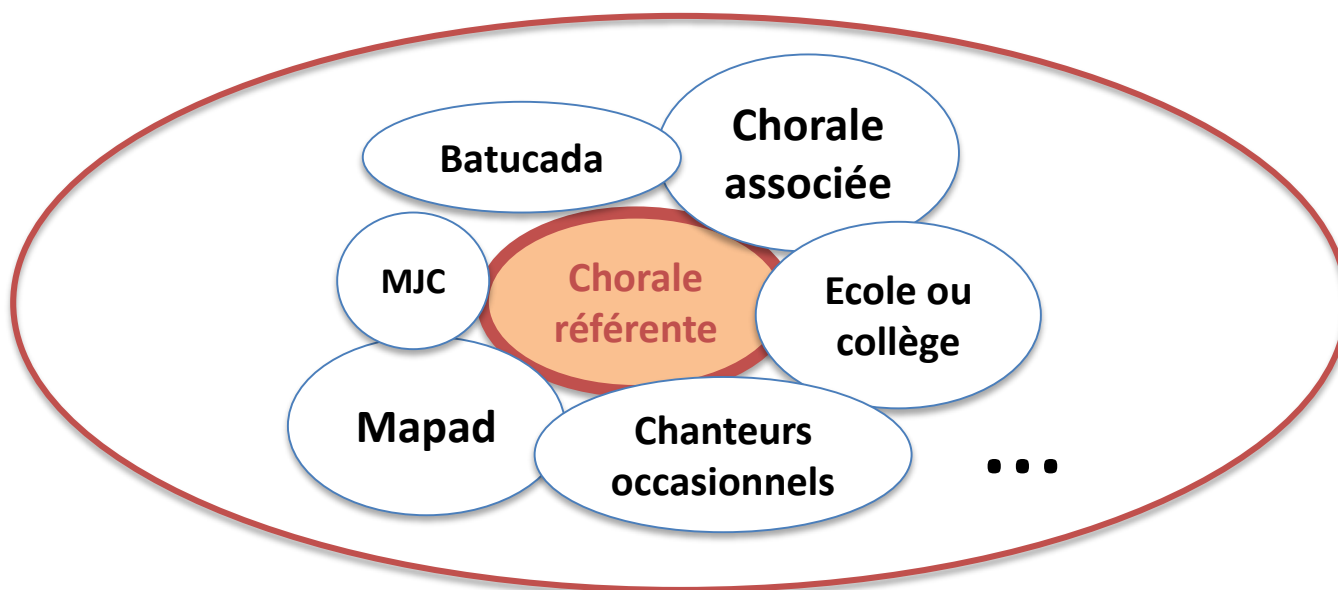 Chorale
associée
Batucada
MJC
Chorale
référente
Ecole ou
collège
Mapad
Chanteurs
occasionnels
...